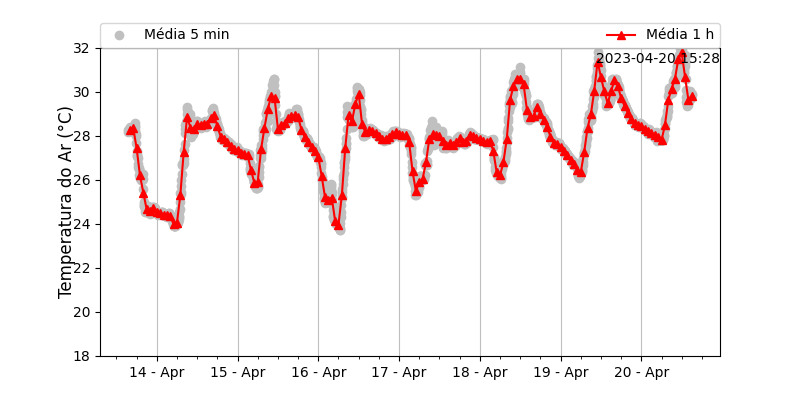 Média 5 min
Média 1 h
2023-04-20 15:28
Temperatura do Ar (°C)
32
30
28
26
24
22
20
18
14 - Apr
15 - Apr
16 - Apr
17 - Apr
18 - Apr
19 - Apr
20 - Apr